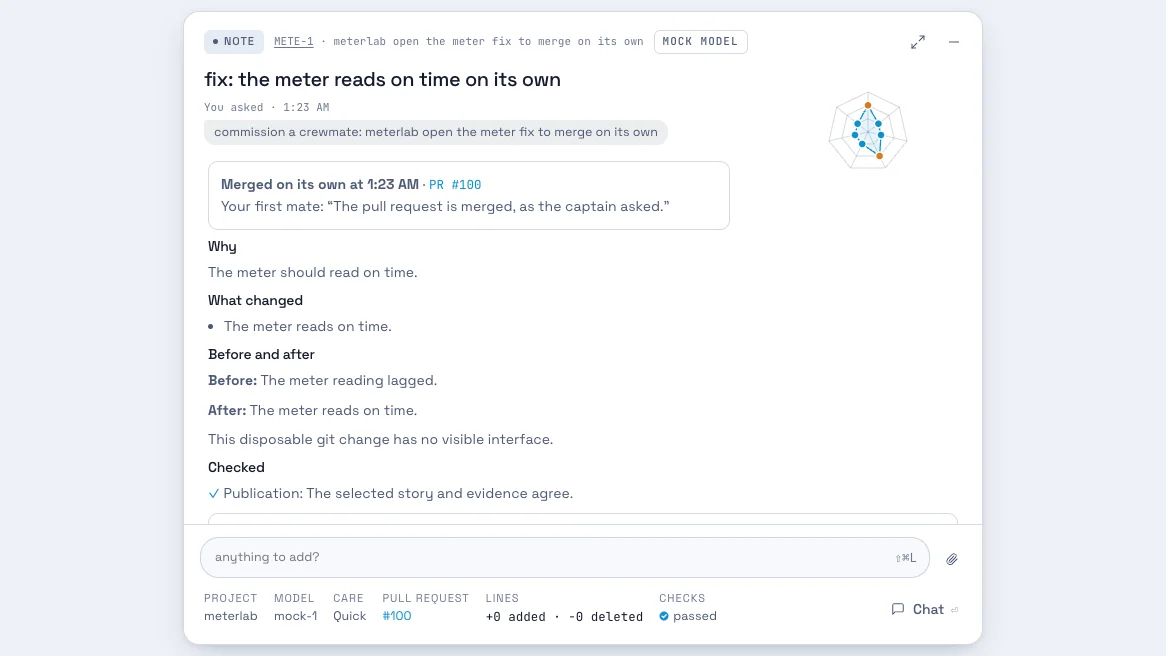 NOTE METE-1 · meterlab open the meter fix to merge on its own MOCK MODEL
fix: the meter reads on time on its own
You asked · 1:23 AM
commission a crewmate: meterlab open the meter fix to merge on its own
Merged on its own at 1:23 AM · PR #100
Your first mate: “The pull request is merged, as the captain asked.”
Why
The meter should read on time.
What changed
• The meter reads on time.
Before and after
Before: The meter reading lagged.
After: The meter reads on time.
This disposable git change has no visible interface.
Checked
✓ Publication: The selected story and evidence agree.
anything to add? ⇧⌘L
PROJECT MODEL CARE PULL REQUEST LINES CHECKS
meterlab mock-1 Quick #100 +0 added · -0 deleted passed
Chat ⏎